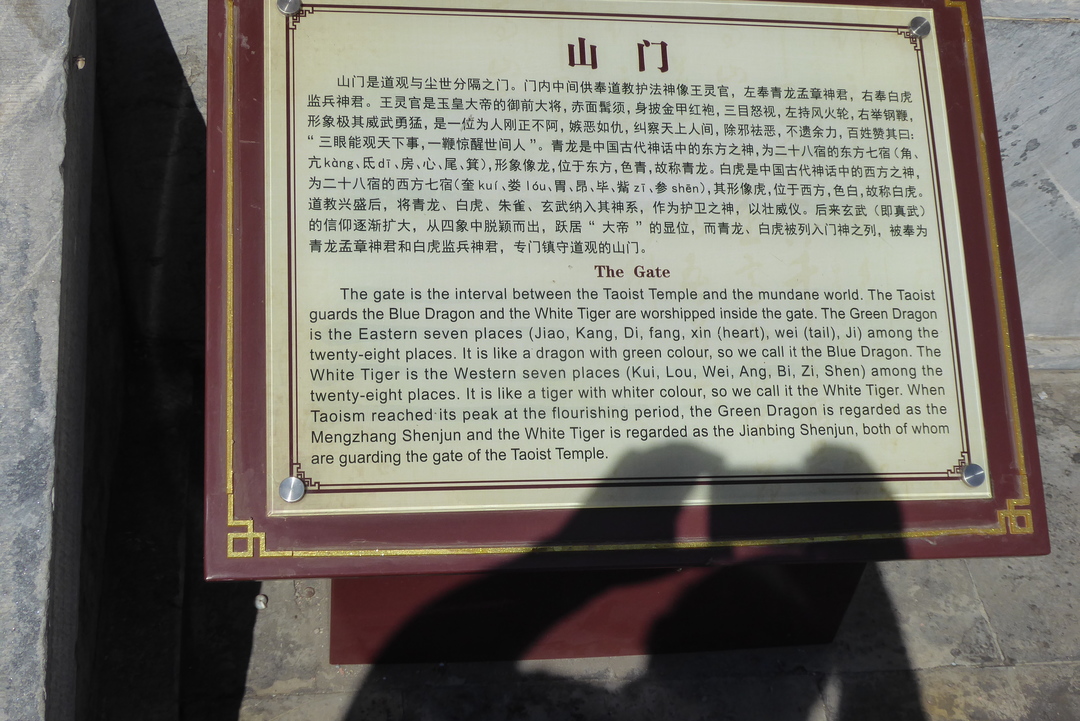 山门
山门是道观与尘世分隔之门。门内中间供奉道教护法神像王灵官，左奉青龙孟章神君，右奉白虎
监兵神君。王灵官是玉皇大帝的御前大将，赤面髯须，身披金甲红袍，三目怒视，左持风火轮，右举钢鞭，
形象极其威武勇猛，是一位为人刚正不阿，嫉恶如仇，纠察天上人间，除邪祛恶，不遗余力，百姓赞其曰：
“三眼能观天下事，一鞭惊醒世间人”。青龙是中国古代神话中的东方之神，为二十八宿的东方七宿（角、
亢kàng、氐dī、房、心、尾、箕），形象像龙，位于东方，色青，故称青龙。白虎是中国古代神话中的西方之神，
为二十八宿的西方七宿（奎kuí、娄lóu、胃、昂、毕、觜zī、参shēn），其形像虎，位于西方，色白，故称白虎。
道教兴盛后，将青龙、白虎、朱雀、玄武纳入其神系，作为护卫之神，以壮威仪。后来玄武（即真武）
的信仰逐渐扩大，从四象中脱颖而出，跃居“大帝”的显位，而青龙、白虎被列入门神之列，被奉为
青龙孟章神君和白虎监兵神君，专门镇守道观的山门。
The Gate
The gate is the interval between the Taoist Temple and the mundane world. The Taoist
guards the Blue Dragon and the White Tiger are worshipped inside the gate. The Green Dragon
is the Eastern seven places (Jiao, Kang, Di, fang, xin (heart), wei (tail), Ji) among the
twenty-eight places. It is like a dragon with green colour, so we call it the Blue Dragon. The
White Tiger is the Western seven places (Kui, Lou, Wei, Ang, Bi, Zi, Shen) among the
twenty-eight places. It is like a tiger with whiter colour, so we call it the White Tiger. When
Taoism reached its peak at the flourishing period, the Green Dragon is regarded as the
Mengzhang Shenjun and the White Tiger is regarded as the Jianbing Shenjun, both of whom
are guarding the gate of the Taoist Temple.